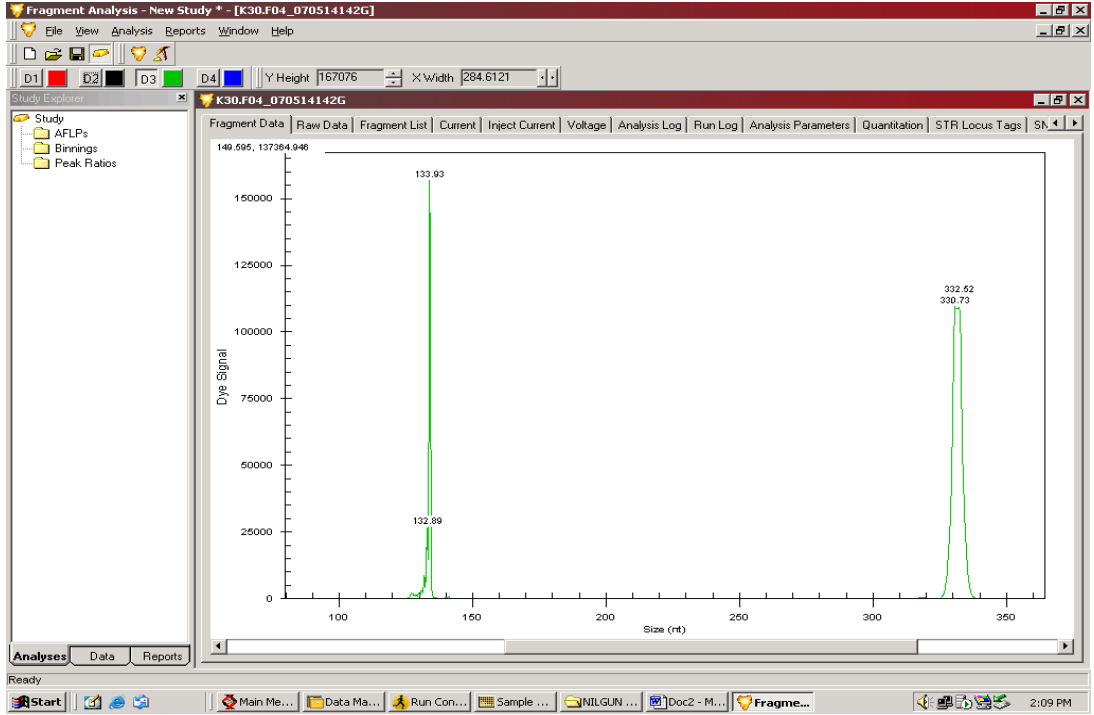 Fragment Analysis - New Study * - [K30.F04_070514142G]
File View Analysis Reports Window Help
D1 D2 D3 D4 Y Height 167076 X Width 284.6121
Study Explorer
Study
AFLPs
Binnings
Peak Ratios
K30.F04_070514142G
Fragment Data Raw Data Fragment List Current Inject Current Voltage Analysis Log Run Log Analysis Parameters Quantitation STR Locus Tags SN
149.595, 137364.946
133.93
150000
125000
332.52
330.73
100000
Dye Signal
75000
50000
132.89
25000
0
100 150 200 250 300 350
Size (nt)
Analyses Data Reports
Ready
Start Main Me... Data Ma... Run Con... Sample ... NILGUN ... Doc2 - M... Fragme... 2:09 PM